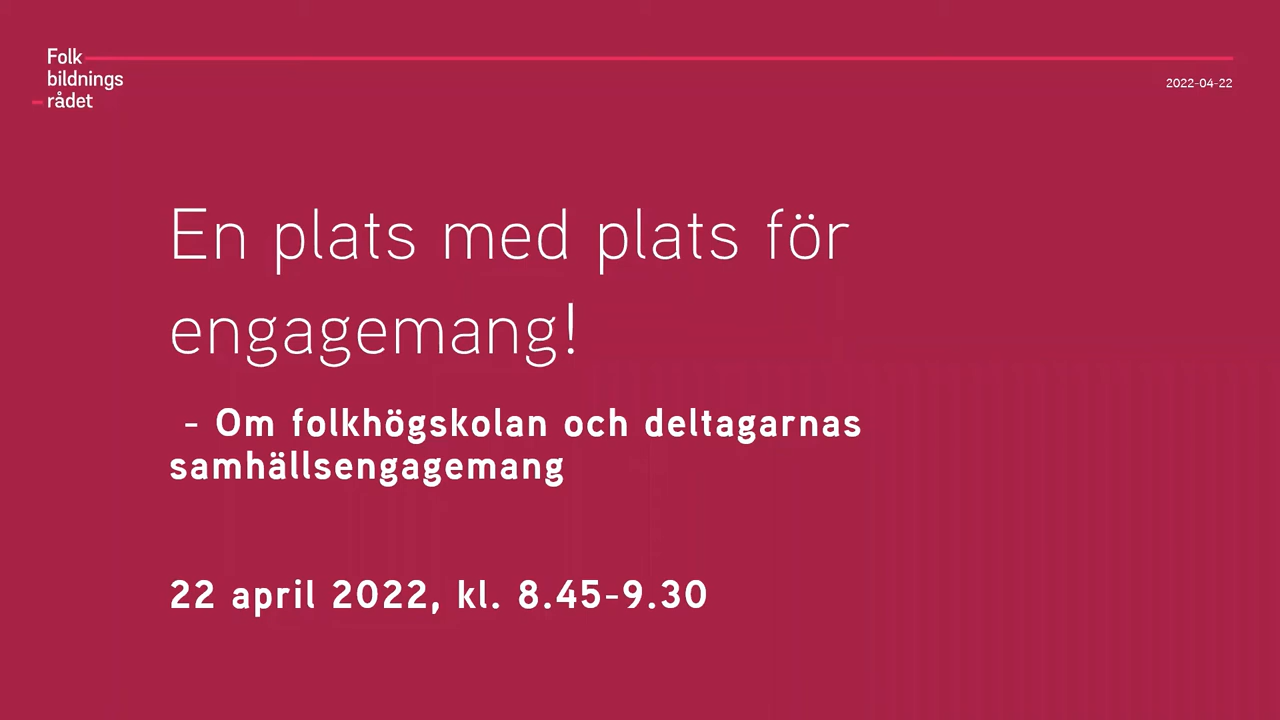 Folk
bildnings
rådet
2022-04-22
En plats med plats för
engagemang!
- Om folkhögskolan och deltagarnas
samhällsengagemang
22 april 2022, kl. 8.45-9.30